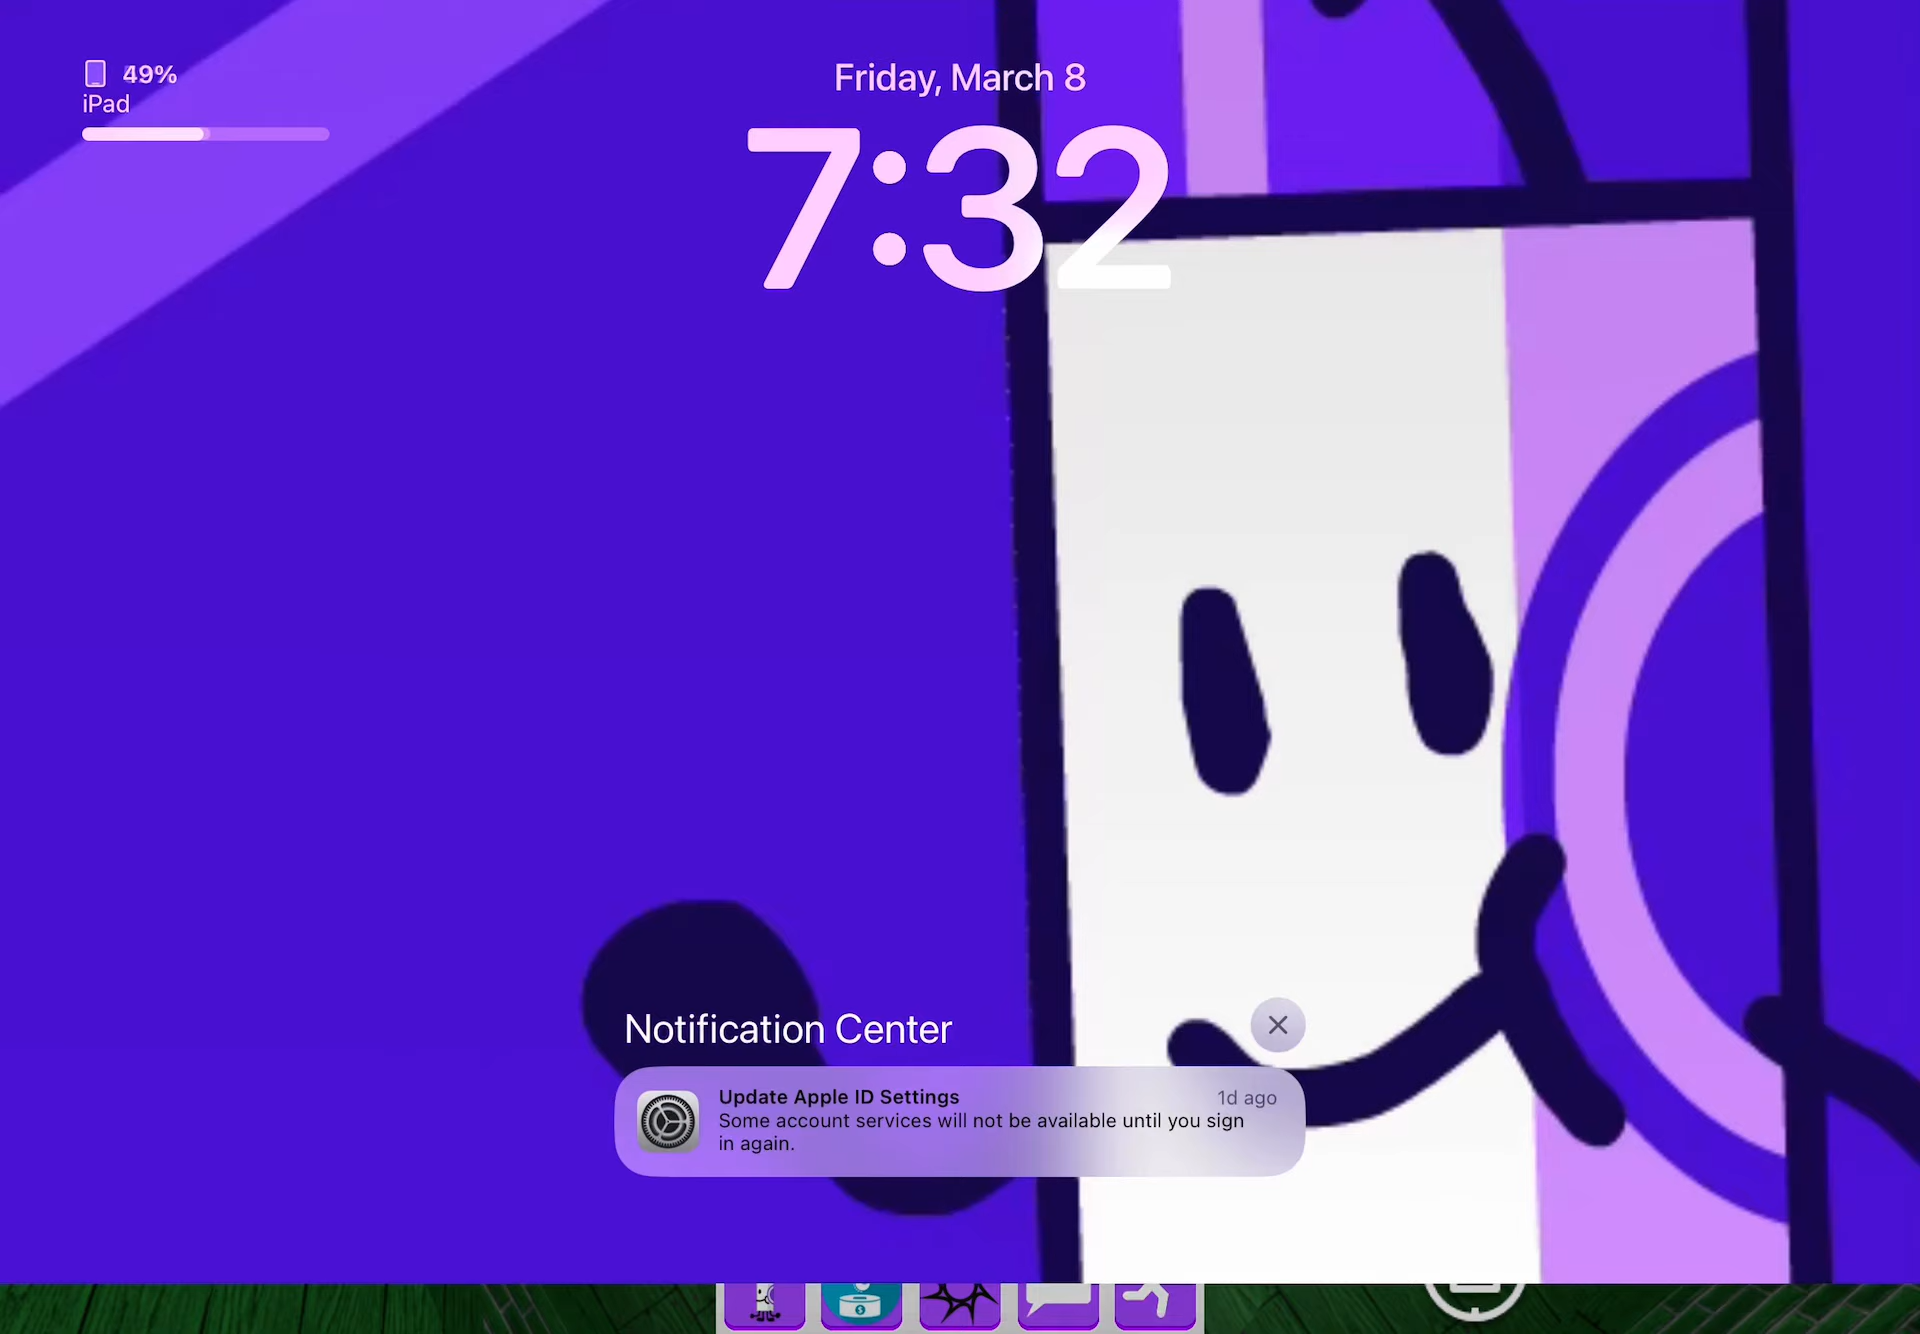 49%
iPad
Friday, March 8
7:32
Notification Center
Update Apple ID Settings
1d ago
Some account services will not be available until you sign
in again.
$